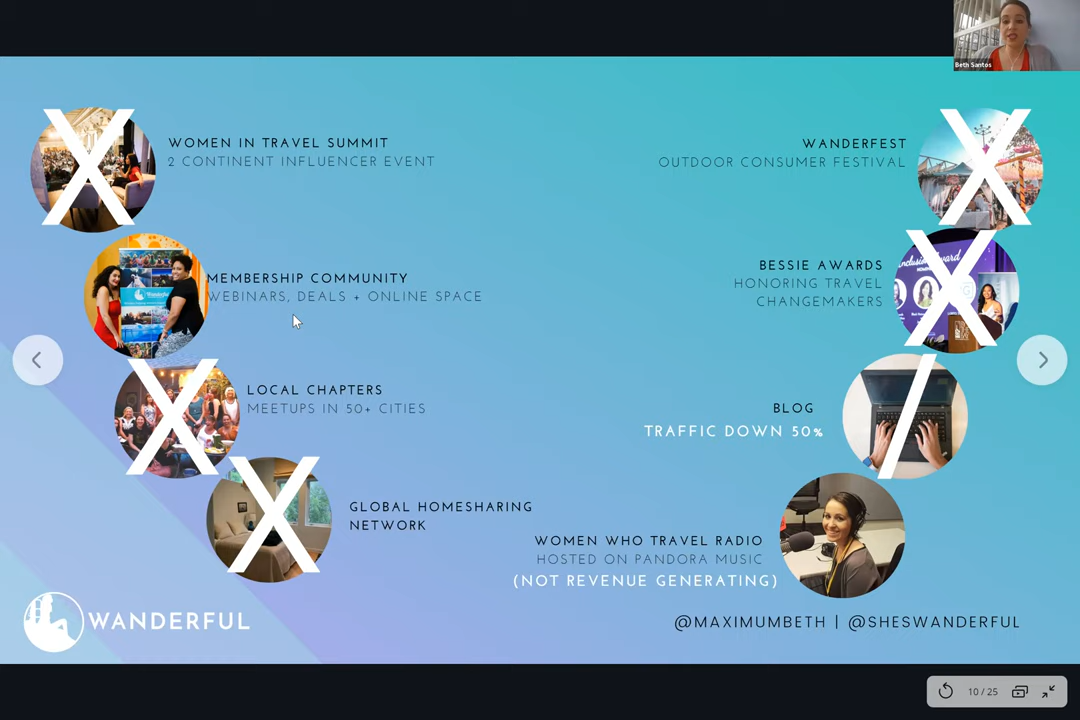 Beth Santos
WOMEN IN TRAVEL SUMMIT
2 CONTINENT INFLUENCER EVENT
MEMBERSHIP COMMUNITY
WEBINARS, DEALS + ONLINE SPACE
LOCAL CHAPTERS
MEETUPS IN 50+ CITIES
GLOBAL HOMESHARING
NETWORK
WANDERFEST
OUTDOOR CONSUMER FESTIVAL
BESSIE AWARDS
HONORING TRAVEL
CHANGEMAKERS
BLOG
TRAFFIC DOWN 50%
WOMEN WHO TRAVEL RADIO
HOSTED ON PANDORA MUSIC
(NOT REVENUE GENERATING)
WANDERFUL
@MAXIMUMBETH | @SHESWANDERFUL
10 / 25